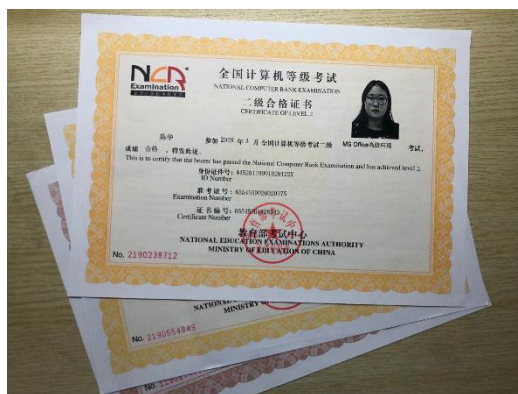 NCR
Examination
全国计算机等级考试
NATIONAL COMPUTER RANK EXAMINATION
二级合格证书
CERTIFICATE OF LEVEL 2
参加 2019 年 3 月全国计算机等级考试二级 MS Office高级应用 考试,
成绩 合格 ,特发此证。
This is to certify that the bearer has passed the National Computer Rank Examination and has achieved level 2.
身份证件号:
ID Number
准考证号:
Examination Number
证书编号:
Certificate Number
教育部考试中心
NATIONAL EDUCATION EXAMINATIONS AUTHORITY
MINISTRY OF EDUCATION OF CHINA
No. 2190238712
NATIONAL
MINISTRY
No. 2190554849
No.